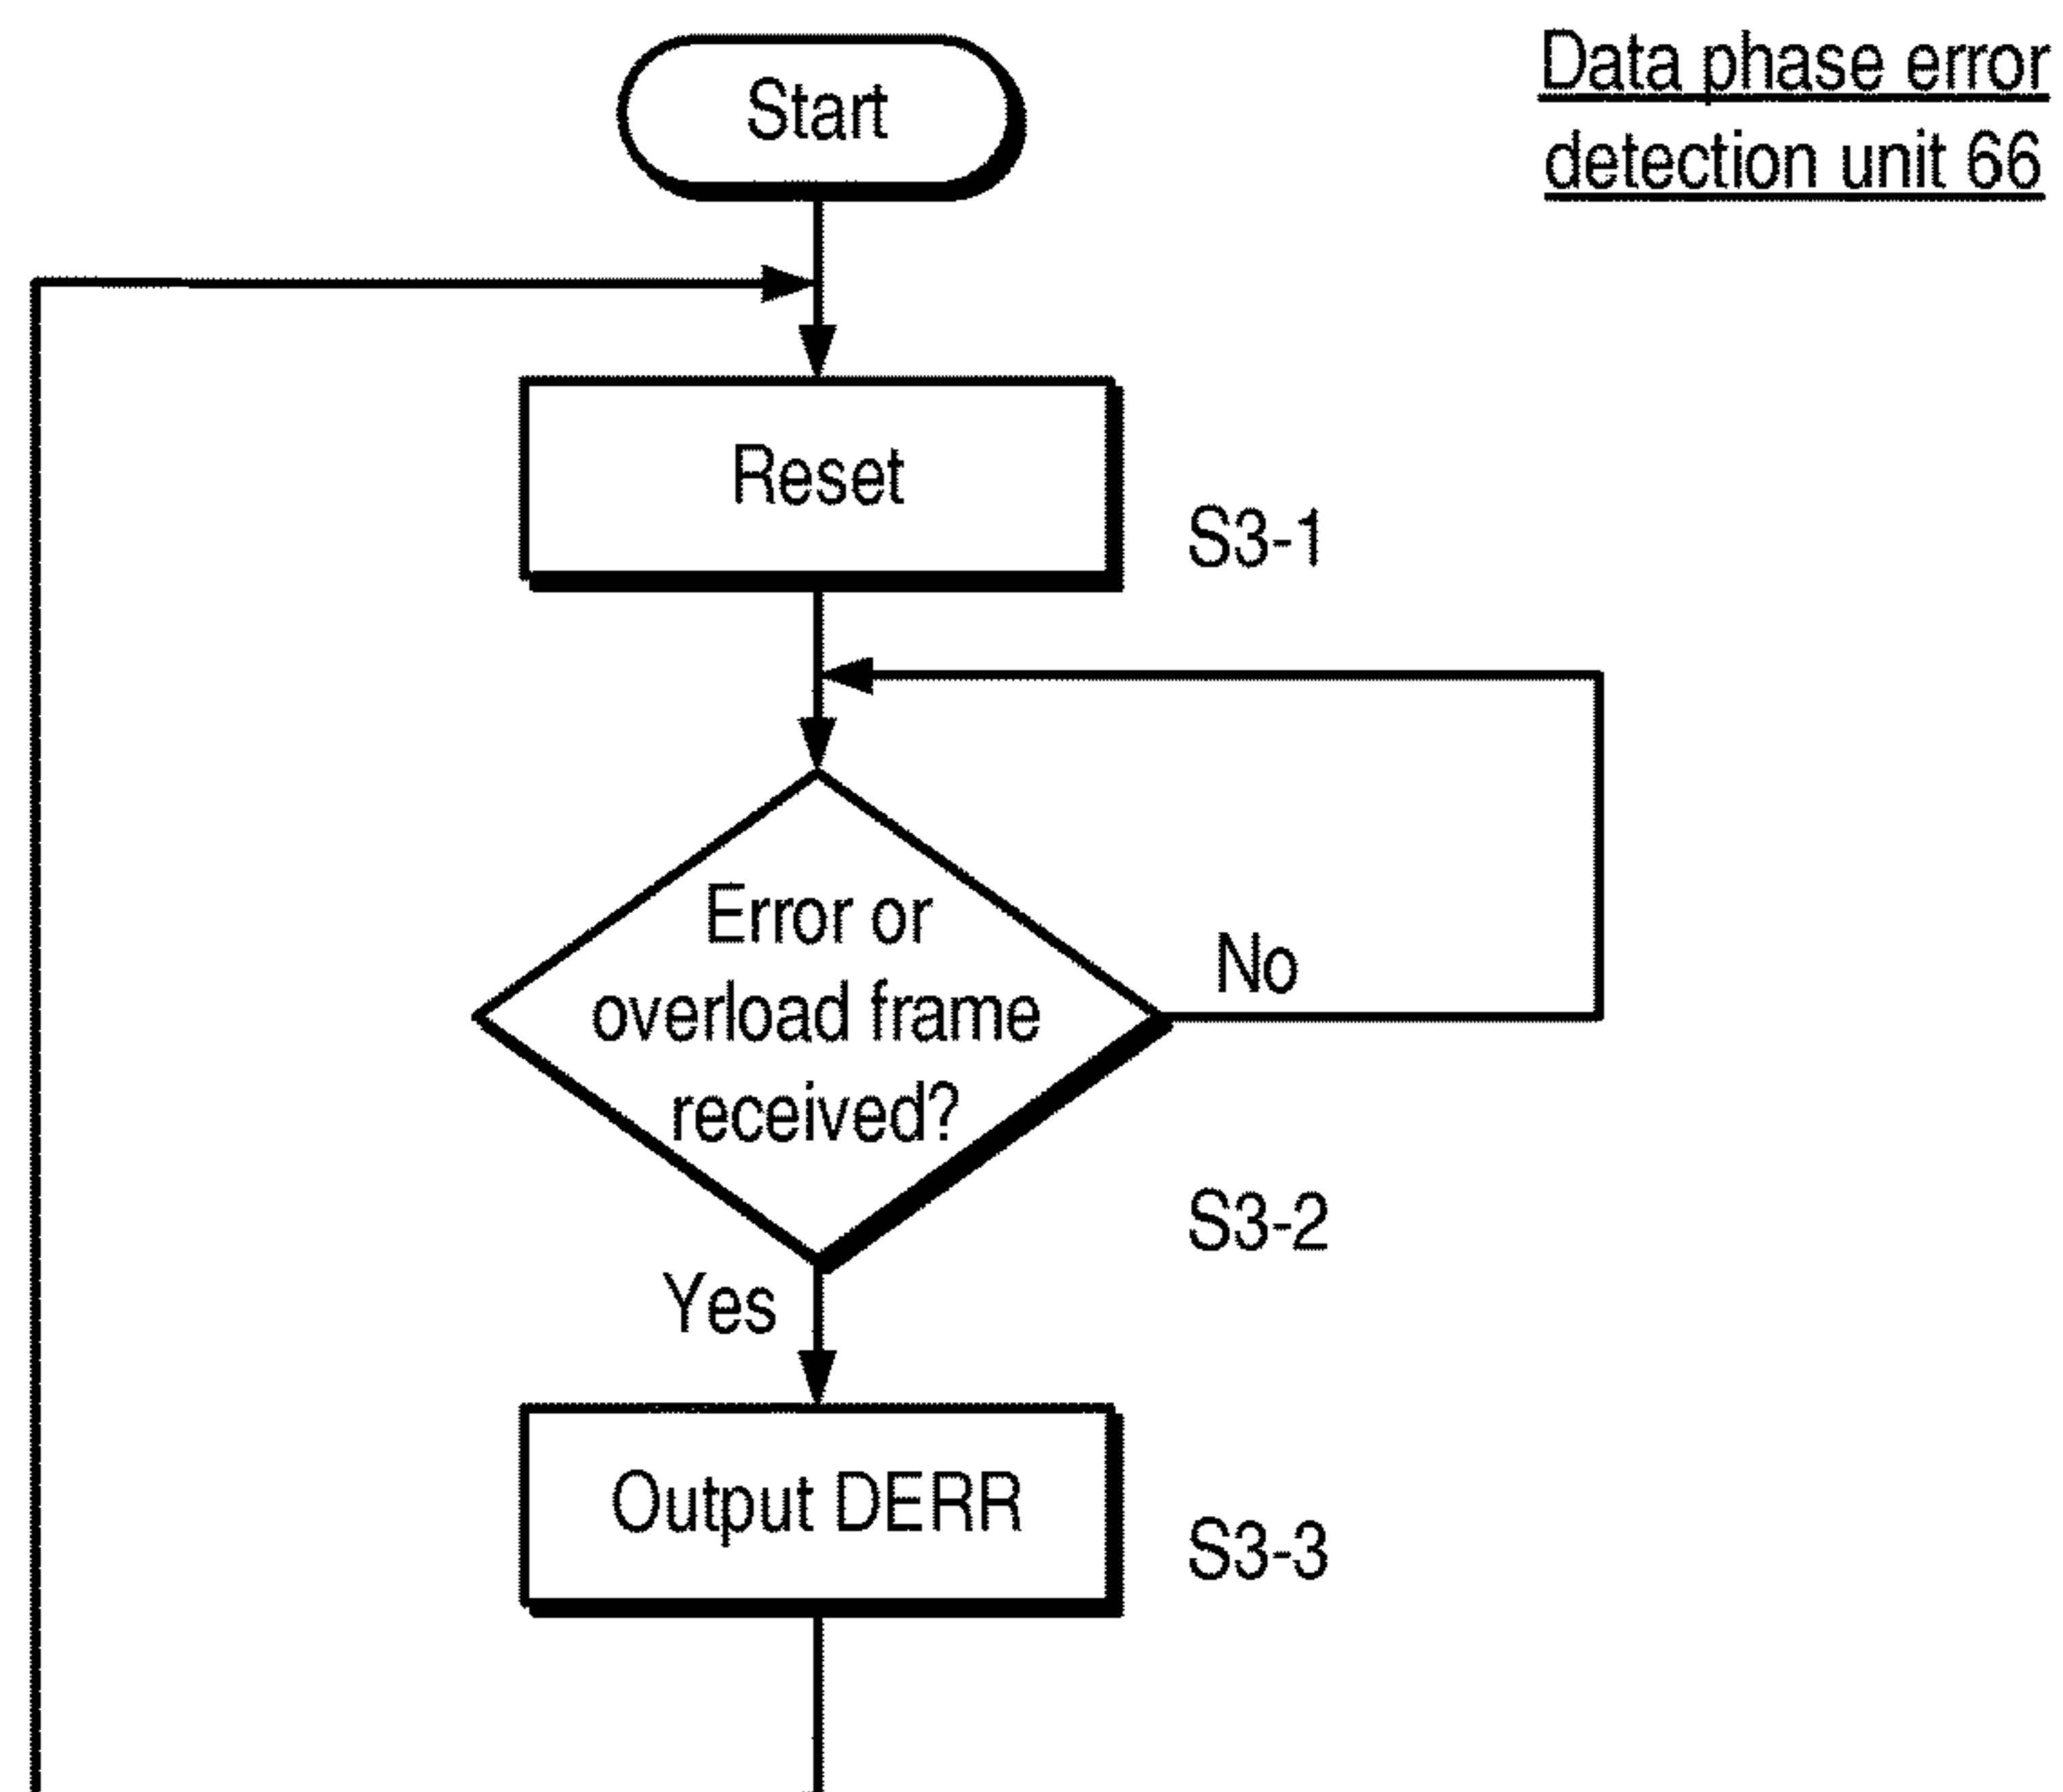 Data phase error
detection unit 66
Start
Reset
S3-1
Error or
overload frame
received?
No
S3-2
Yes
Output DERR
S3-3